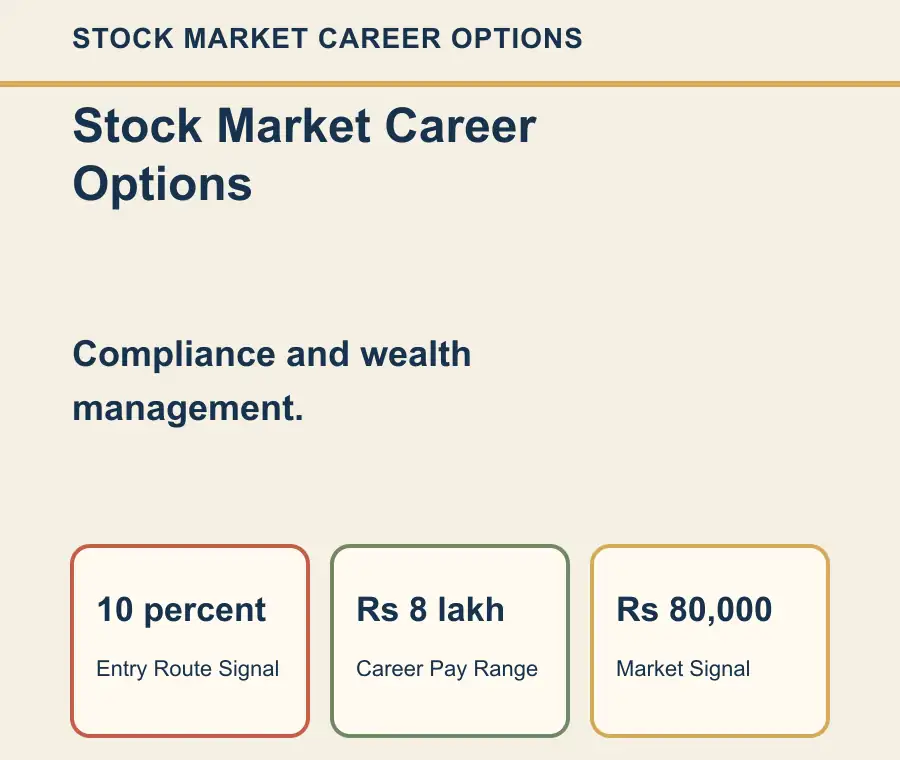 STOCK MARKET CAREER OPTIONS
Stock Market Career
Options
Compliance and wealth
management.
10 percent
Entry Route Signal
Rs 8 lakh
Career Pay Range
Rs 80,000
Market Signal